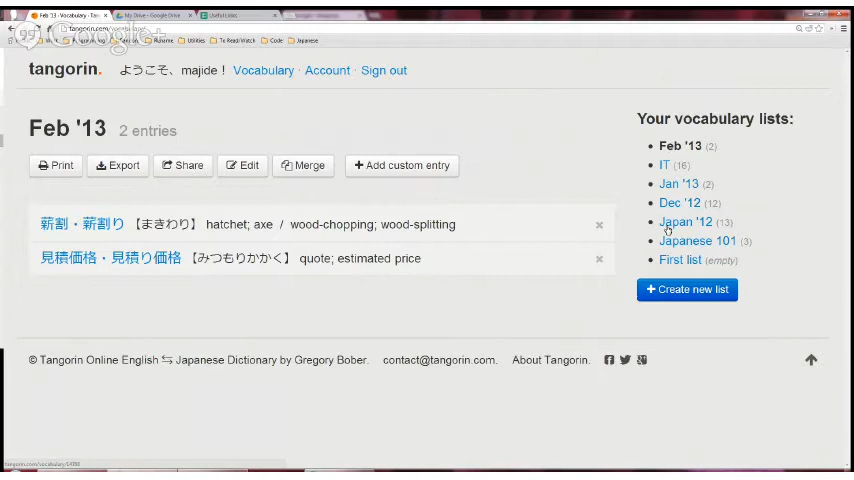 Feb '13 - Vocabulary - Tan
My Drive - Google Drive
Useful Links
Google+
tangorin.com/vocabulary
Rename
Utilities
To Read/Watch
Code
Japanese
tangorin. ようこそ、majide！ Vocabulary · Account · Sign out
Feb '13 2 entries
Print
Export
Share
Edit
Merge
+ Add custom entry
薪割・薪割り 【まきわり】 hatchet; axe / wood-chopping; wood-splitting ×
見積価格・見積り価格 【みつもりかかく】 quote; estimated price ×
Your vocabulary lists:
Feb '13 (2)
IT (16)
Jan '13 (2)
Dec '12 (12)
Japan '12 (13)
Japanese 101 (3)
First list (empty)
+ Create new list
© Tangorin Online English ⇆ Japanese Dictionary by Gregory Bober. contact@tangorin.com. About Tangorin.